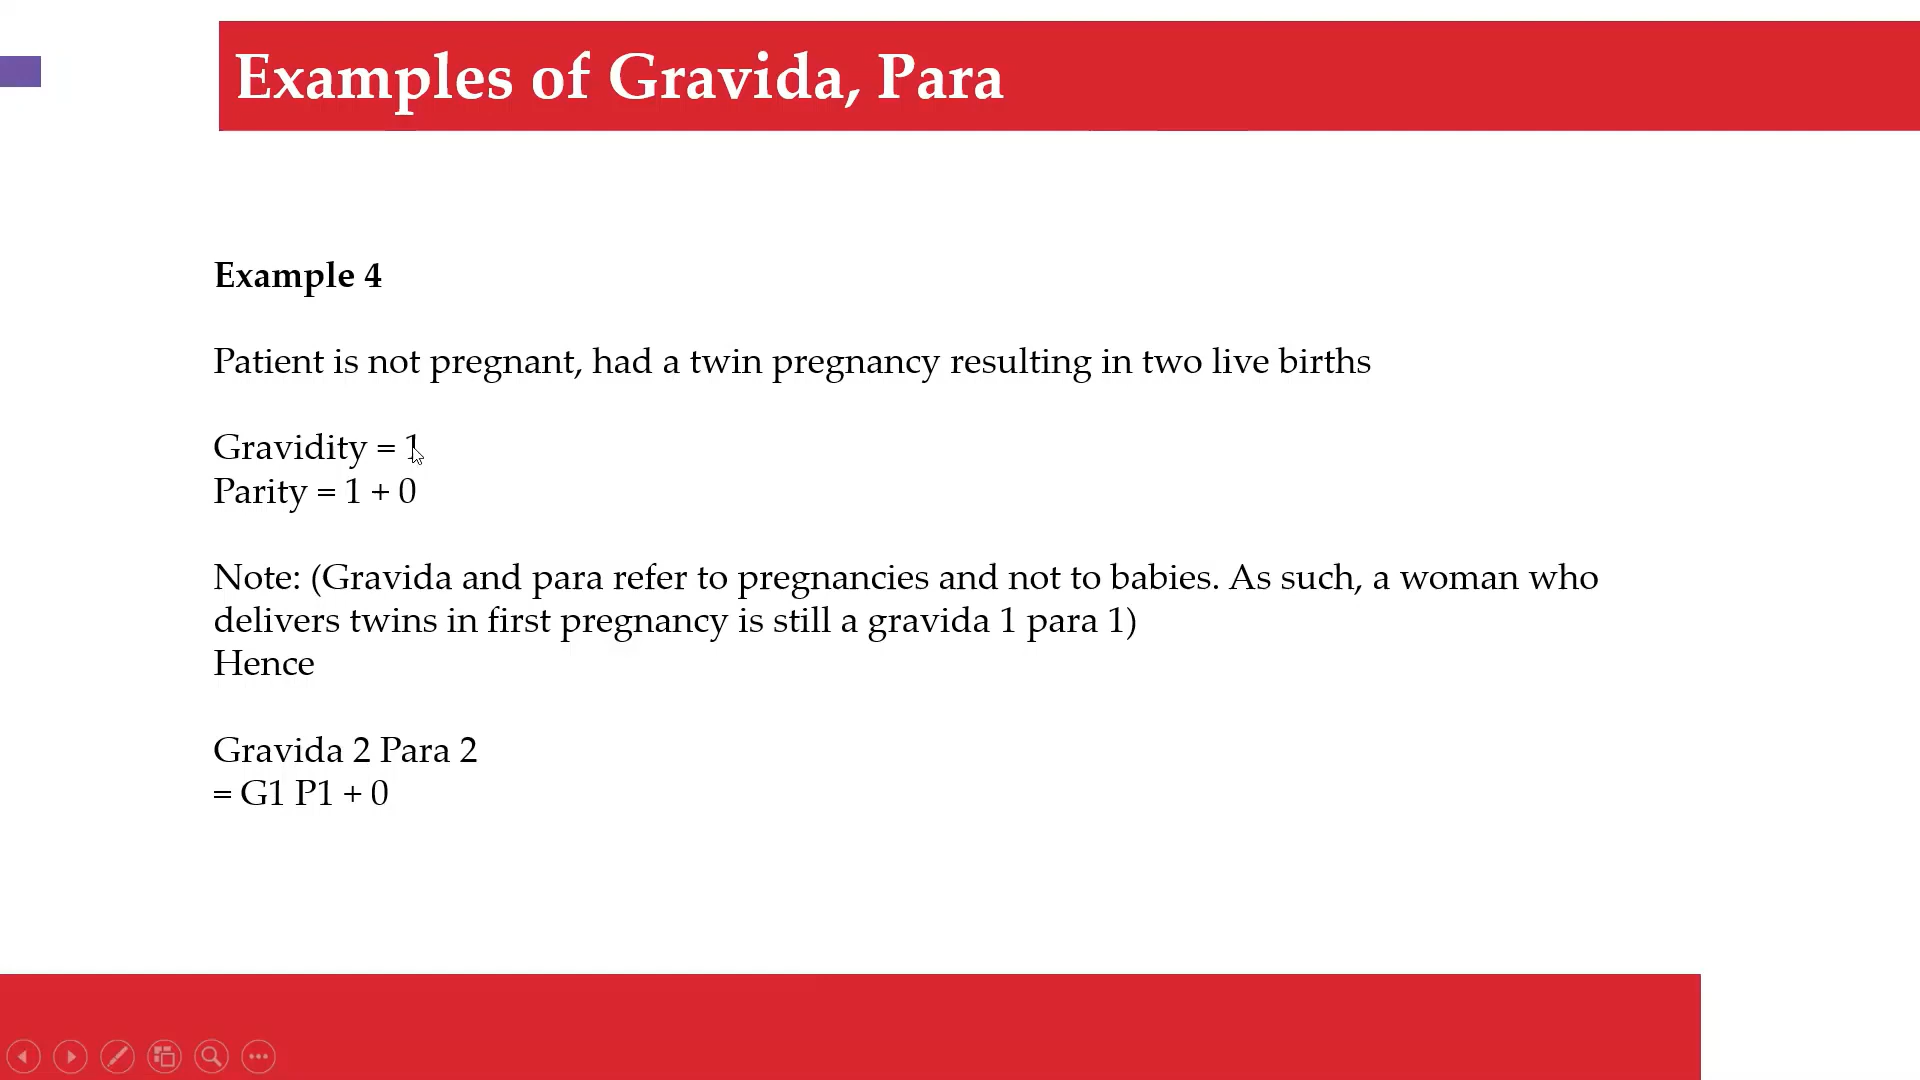 Examples of Gravida, Para
Example 4
Patient is not pregnant, had a twin pregnancy resulting in two live births
Gravidity = 1
Parity = 1 + 0
Note: (Gravida and para refer to pregnancies and not to babies. As such, a woman who
delivers twins in first pregnancy is still a gravida 1 para 1)
Hence
Gravida 2 Para 2
= G1 P1 + 0